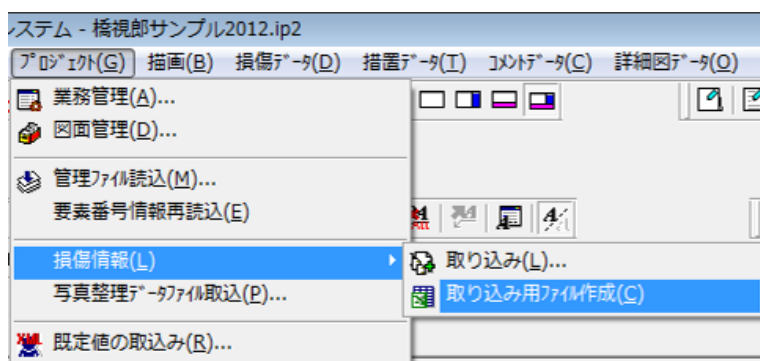 システム - 橋視郎サンプル2012.ip2
ﾌﾟﾛｼﾞｪｸﾄ(G) 描画(B) 損傷ﾃﾞｰﾀ(D) 措置ﾃﾞｰﾀ(T) ｺﾒﾝﾄﾃﾞｰﾀ(C) 詳細図ﾃﾞｰﾀ(O)
業務管理(A)...
図面管理(D)...
管理ﾌｧｲﾙ読込(M)...
要素番号情報再読込(E)
損傷情報(L)
取り込み(L)...
写真整理ﾃﾞｰﾀﾌｧｲﾙ取込(P)...
取り込み用ﾌｧｲﾙ作成(C)
既定値の取込み(R)...